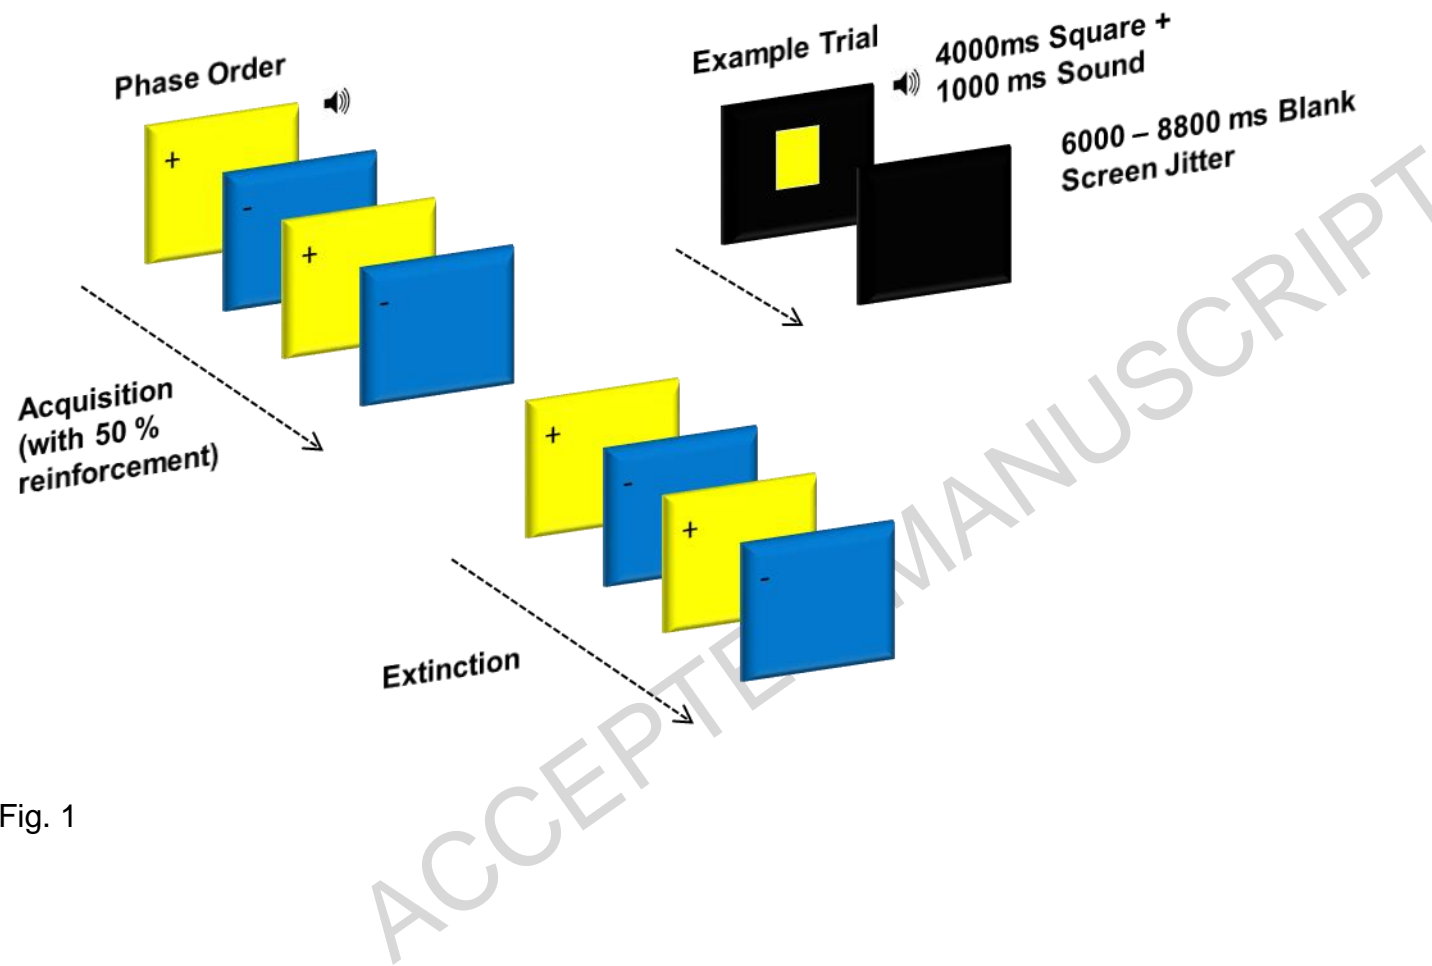 Phase Order
+
-
+
-
Acquisition
(with 50 %
reinforcement)
Example Trial
4000ms Square +
1000 ms Sound
6000 – 8800 ms Blank
Screen Jitter
+
-
+
-
Extinction
Fig. 1
ACCEPTED MANUSCRIPT